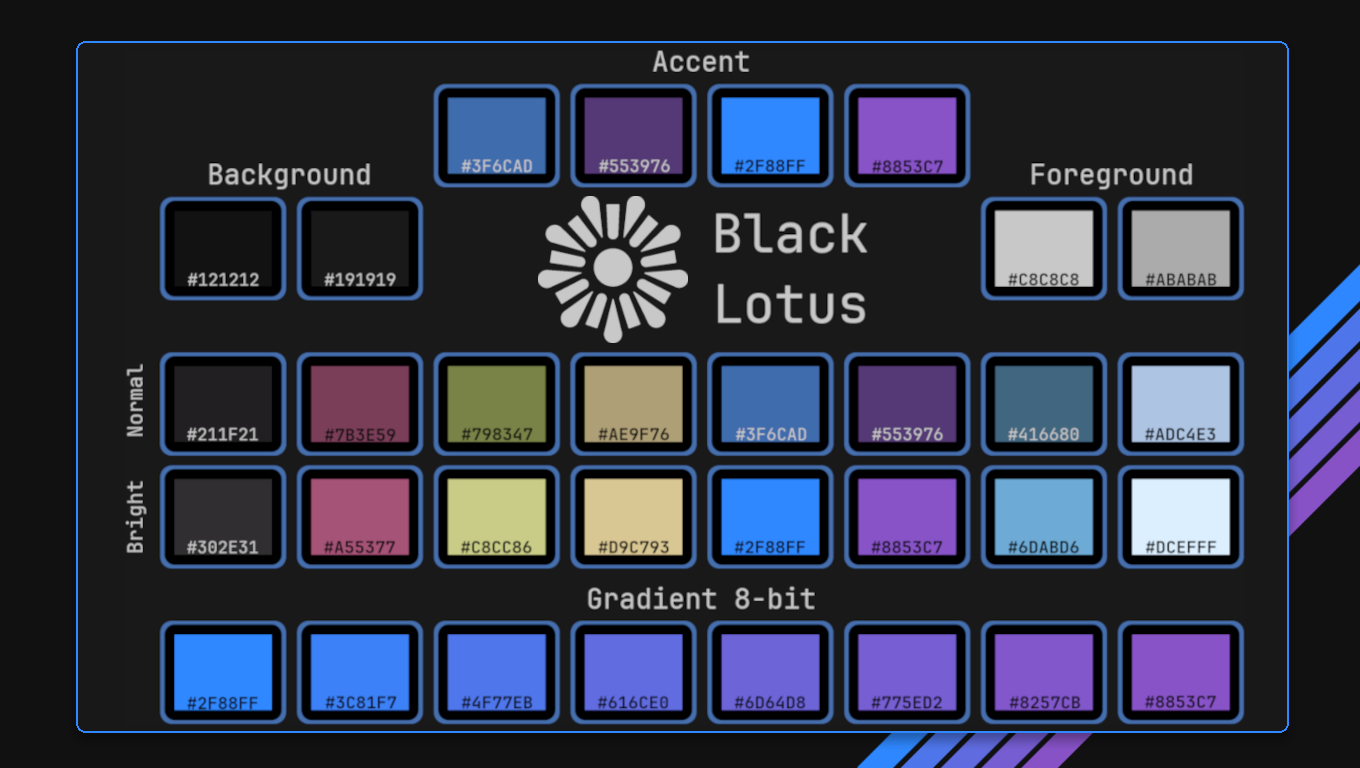 Accent
#3F6CAD #553976 #2F88FF #8853C7
Background
Foreground
#121212 #191919
Black
Lotus
#C8C8C8 #ABABAB
Normal
#211F21 #7B3E59 #798347 #AE9F76 #3F6CAD #553976 #416680 #ADC4E3
Bright
#302E31 #A55377 #C8CC86 #D9C793 #2F88FF #8853C7 #6DABD6 #DCEFFF
Gradient 8-bit
#2F88FF #3C81F7 #4F77EB #616CE0 #6D64D8 #775ED2 #8257CB #8853C7